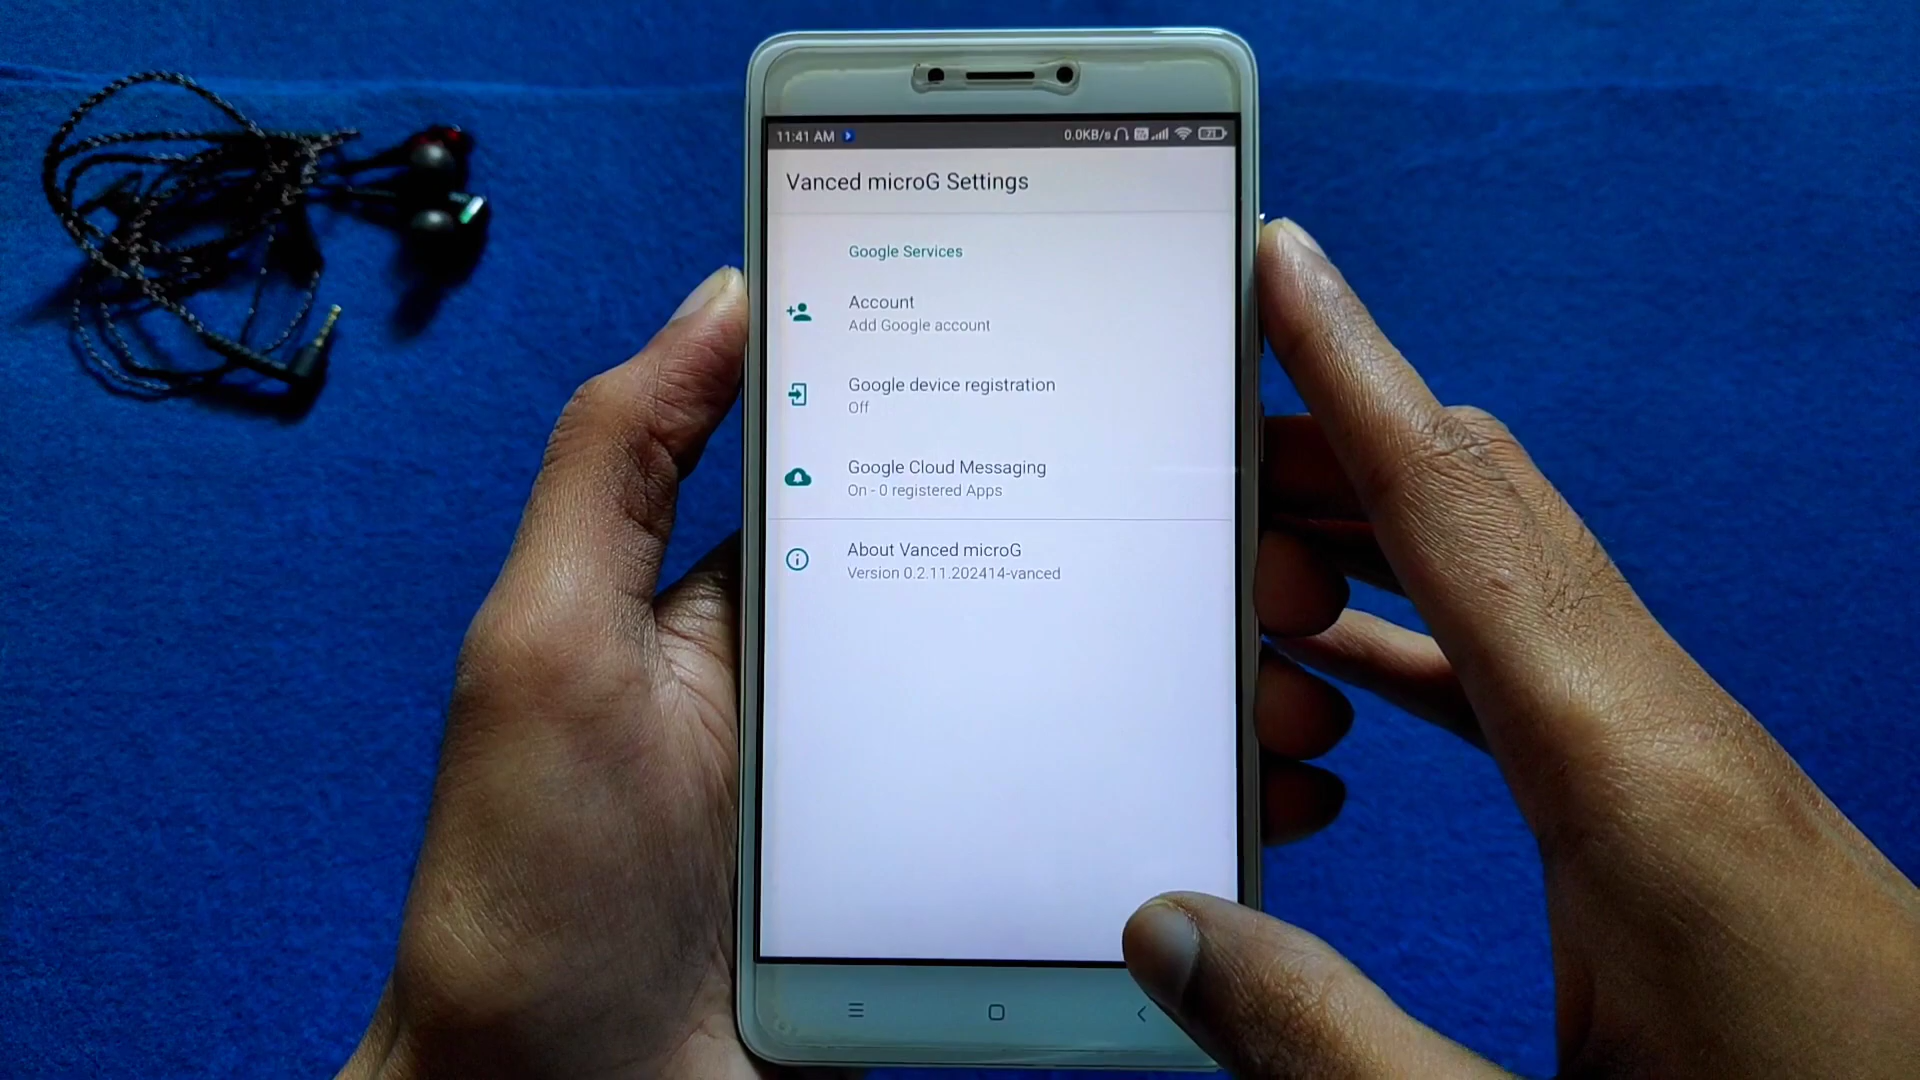 11:41 AM
0.0KB/s
23
Vanced microG Settings
Google Services
Account
Add Google account
Google device registration
Off
Google Cloud Messaging
On - 0 registered Apps
About Vanced microG
Version 0.2.11.202414-vanced